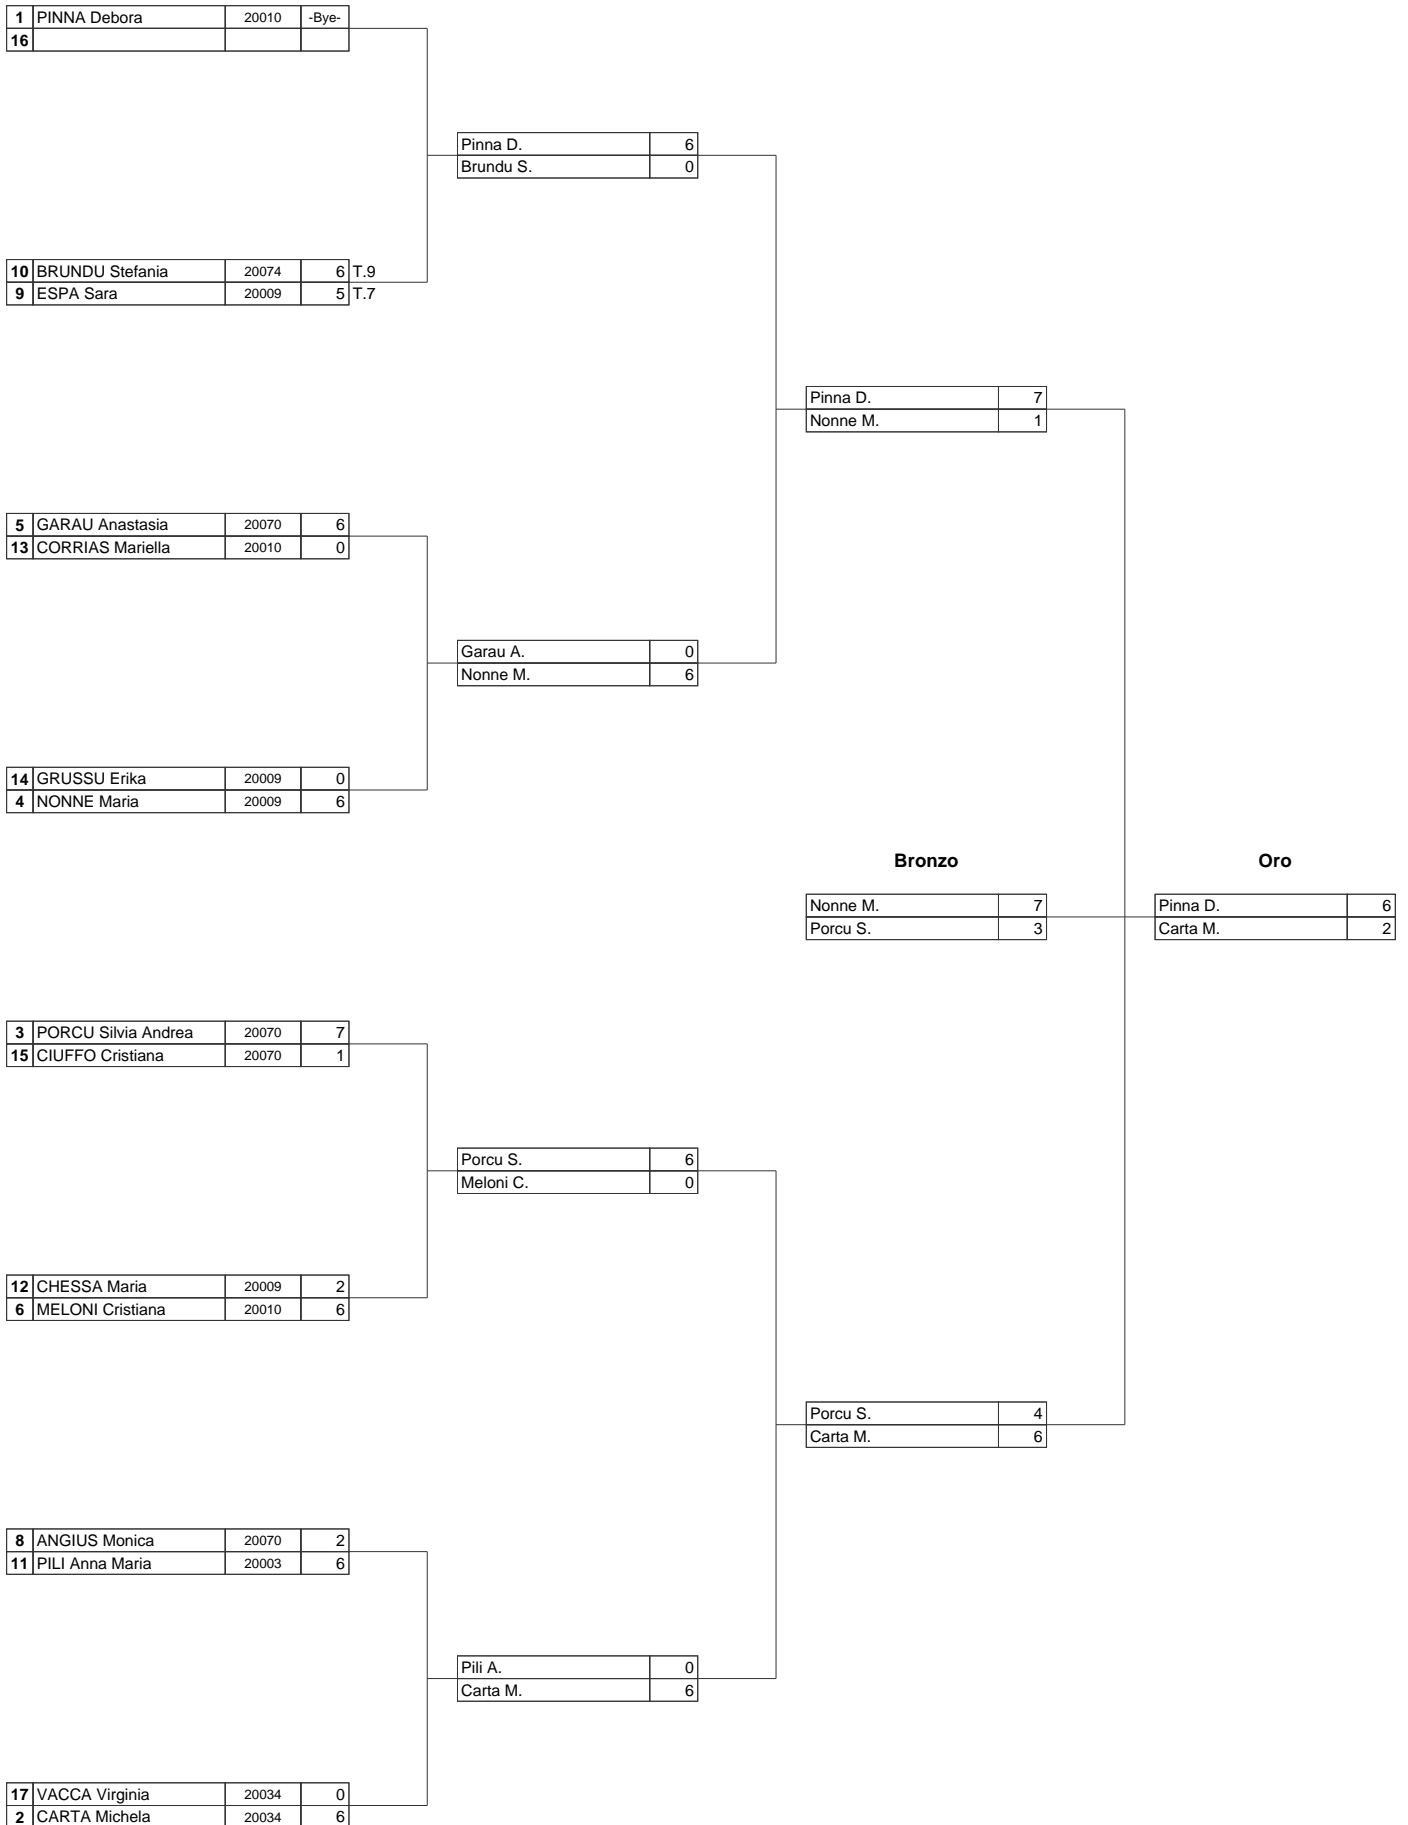 1 PINNA Debora 20010 -Bye-
16
Pinna D. 6
Brundu S. 0
10 BRUNDU Stefania 20074 6 T.9
9 ESPA Sara 20009 5 T.7
Pinna D. 7
Nonne M. 1
5 GARAU Anastasia 20070 6
13 CORRIAS Mariella 20010 0
Garau A. 0
Nonne M. 6
14 GRUSSU Erika 20009 0
4 NONNE Maria 20009 6
Bronzo Oro
Nonne M. 7 Pinna D. 6
Porcu S. 3 Carta M. 2
3 PORCU Silvia Andrea 20070 7
15 CIUFFO Cristiana 20070 1
Porcu S. 6
Meloni C. 0
12 CHESSA Maria 20009 2
6 MELONI Cristiana 20010 6
Porcu S. 4
Carta M. 6
8 ANGIUS Monica 20070 2
11 PILI Anna Maria 20003 6
Pili A. 0
Carta M. 6
17 VACCA Virginia 20034 0
2 CARTA Michela 20034 6